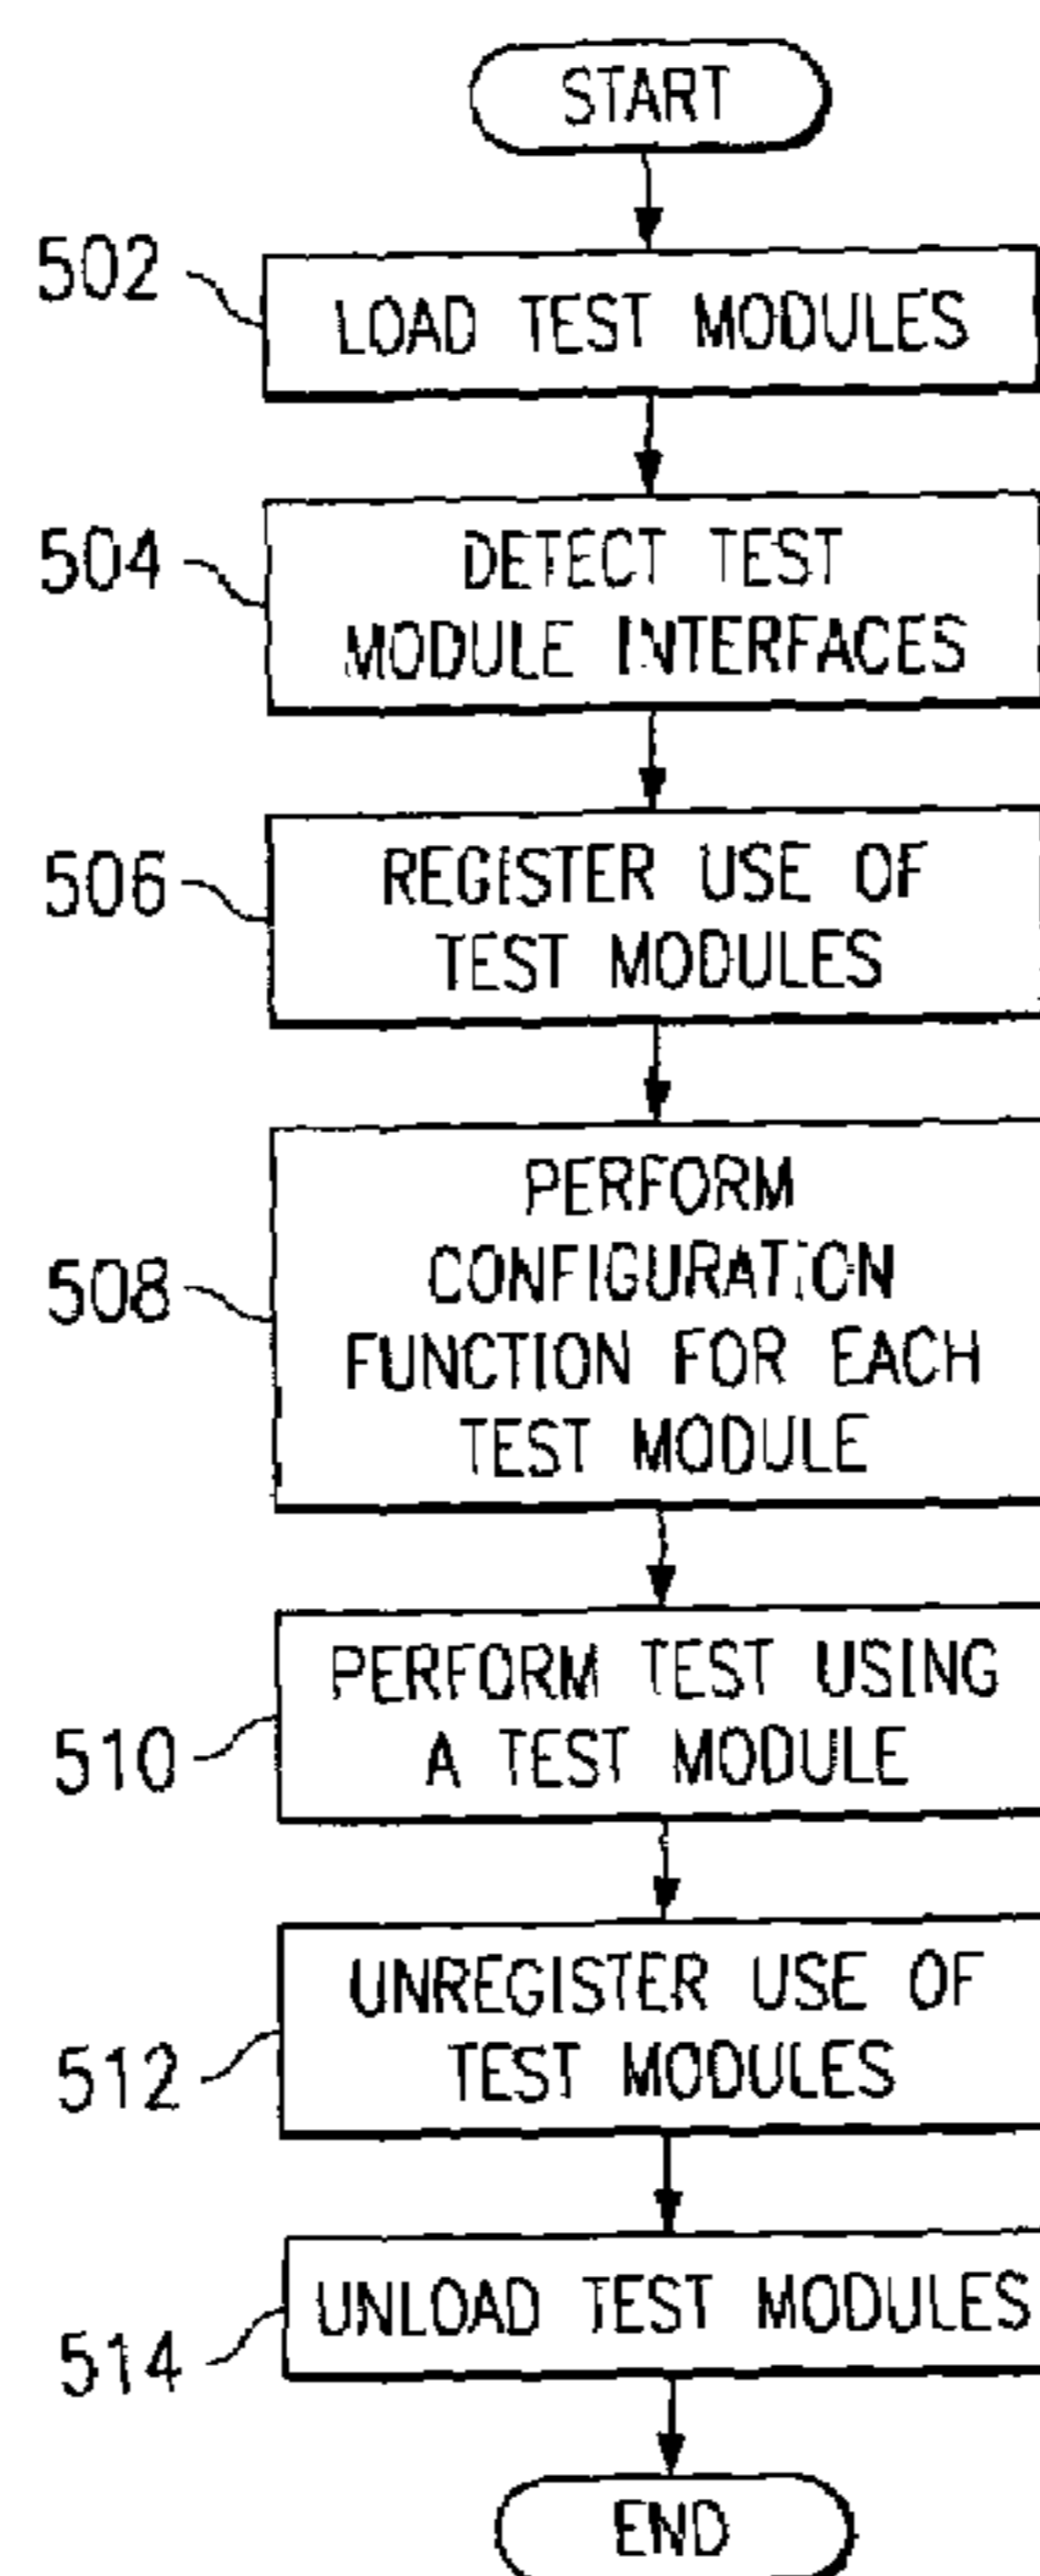 START
502
LOAD TEST MODULES
504
DETECT TEST
MODULE INTERFACES
506
REGISTER USE OF
TEST MODULES
508
PERFORM
CONFIGURATION
FUNCTION FOR EACH
TEST MODULE
510
PERFORM TEST USING
A TEST MODULE
512
UNREGISTER USE OF
TEST MODULES
514
UNLOAD TEST MODULES
END